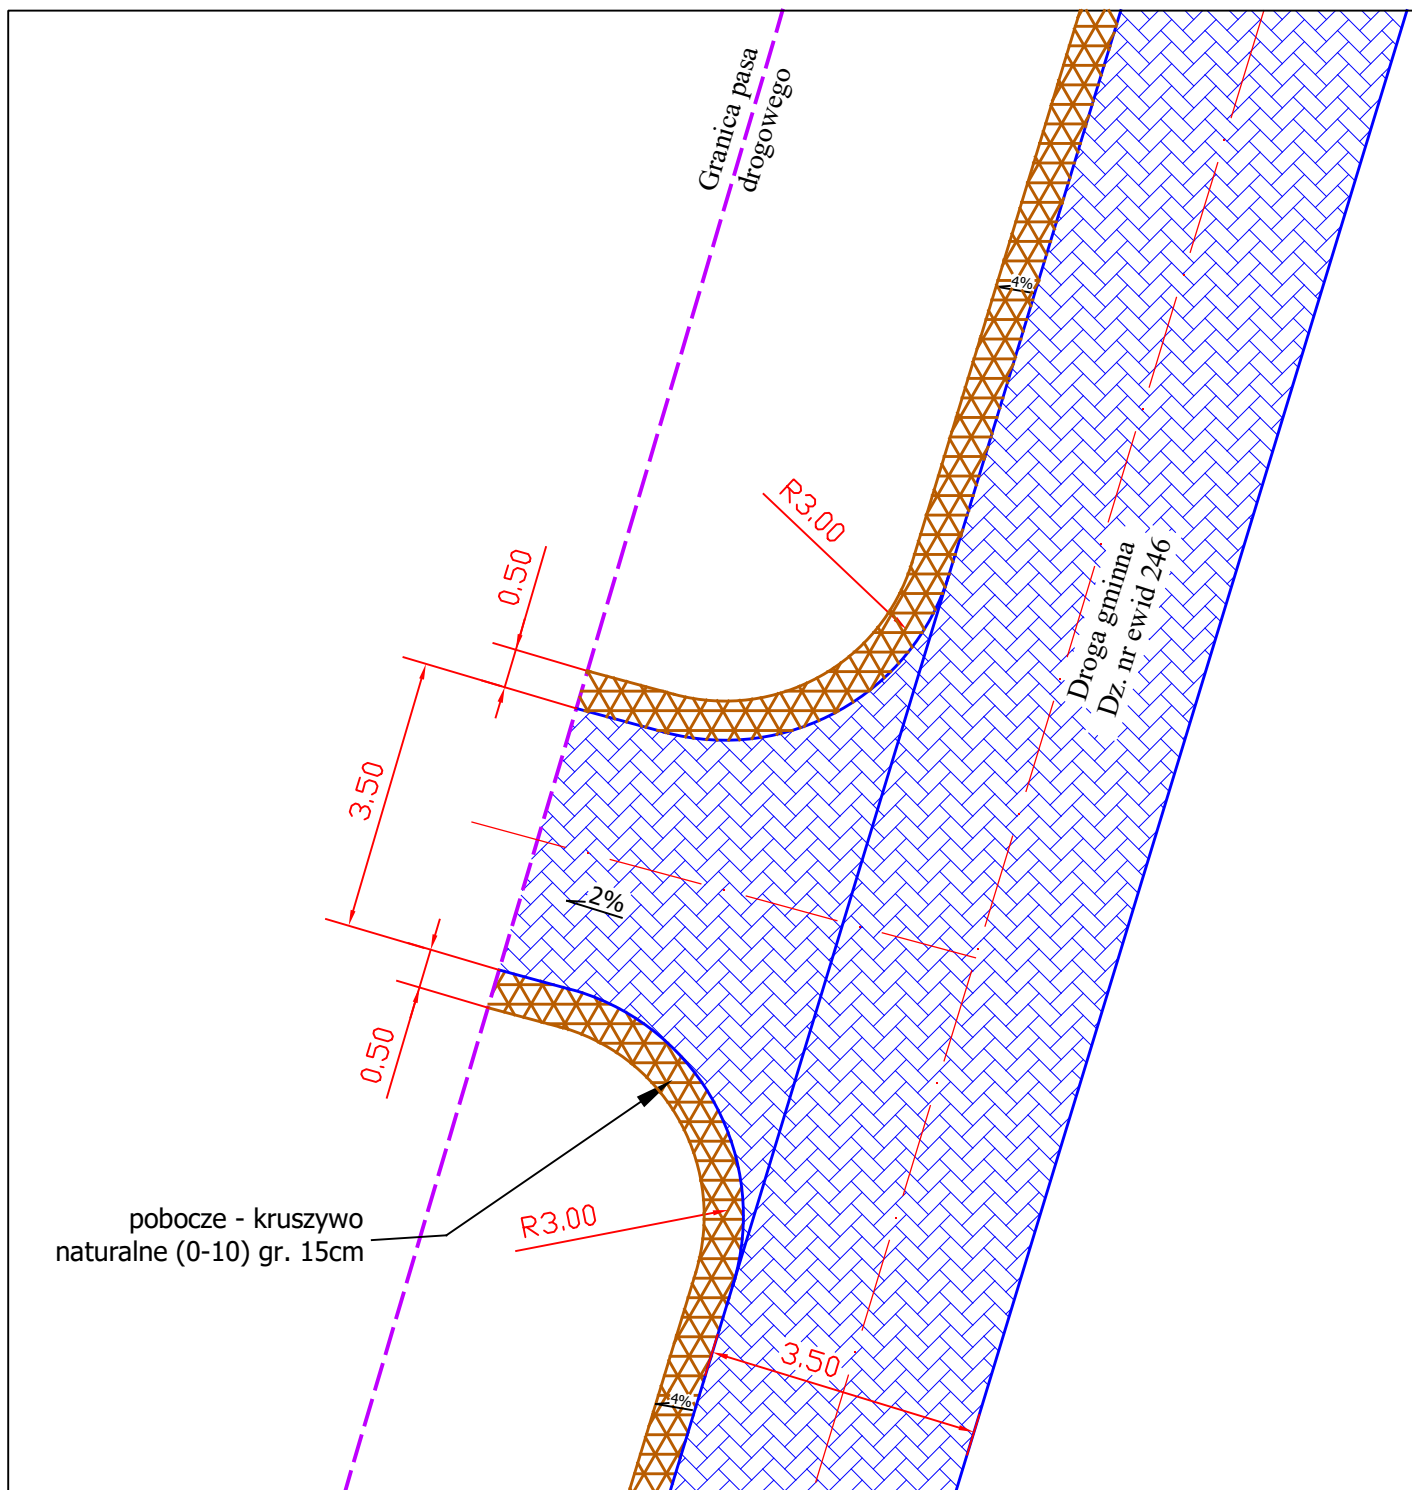 Granica pasa
drogowego
4%
R3.00
0.50
Droga gminna
Dz. nr ewid 246
3.50
2%
0.50
pobocze - kruszywo
naturalne (0-10) gr. 15cm
R3.00
3.50
4%